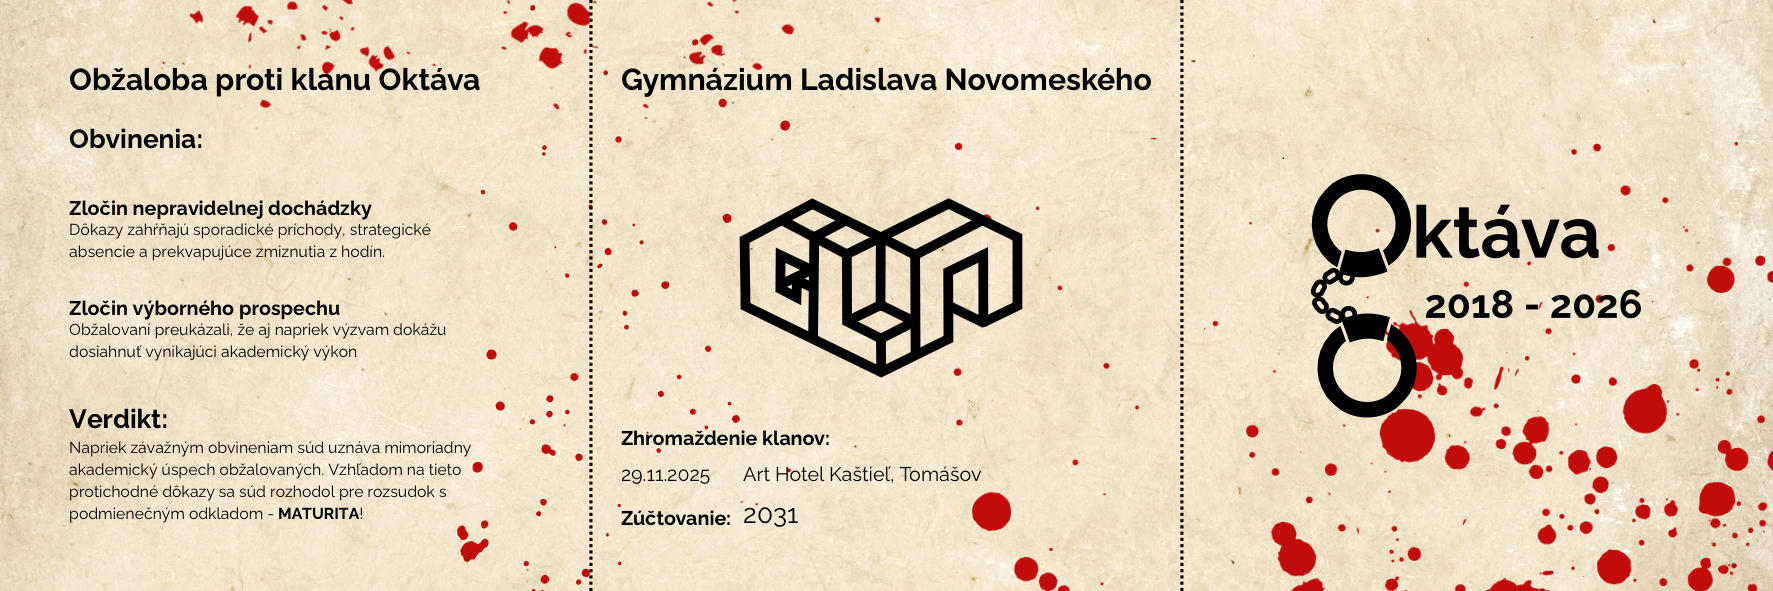 Obžaloba proti klanu Oktáva
Obvinenia:
Zločin nepravidelnej dochádzky
Dôkazy zahŕňajú sporadické príchody, strategické
absencie a prekvapujúce zmiznutia z hodín.
Zločin výborného prospechu
Obžalovaní preukázali, že aj napriek výzvam dokážu
dosiahnuť vynikajúci akademický výkon
Verdikt:
Napriek závažným obvineniam súd uznáva mimoriadny
akademický úspech obžalovaných. Vzhľadom na tieto
protichodné dôkazy sa súd rozhodol pre rozsudok s
podmienečným odkladom - MATURITA!
Gymnázium Ladislava Novomeského
GLN
Zhromaždenie klanov:
29.11.2025 Art Hotel Kaštieľ, Tomášov
Zúčtovanie: 2031
Oktáva
2018 - 2026